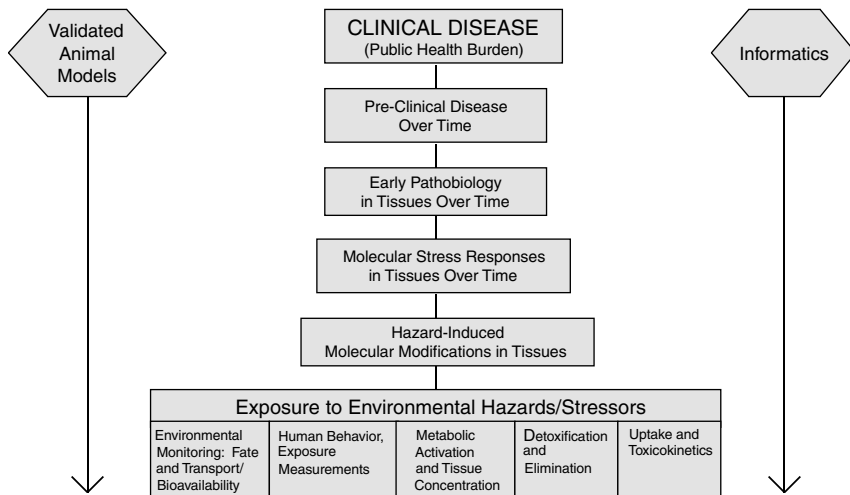 Validated
Animal
Models
CLINICAL DISEASE
(Public Health Burden)
Informatics
Pre-Clinical Disease
Over Time
Early Pathobiology
in Tissues Over Time
Molecular Stress Responses
in Tissues Over Time
Hazard-Induced
Molecular Modifications in Tissues
Exposure to Environmental Hazards/Stressors
Environmental
Monitoring: Fate
and Transport/
Bioavailability
Human Behavior,
Exposure
Measurements
Metabolic
Activation
and Tissue
Concentration
Detoxification
and
Elimination
Uptake and
Toxicokinetics